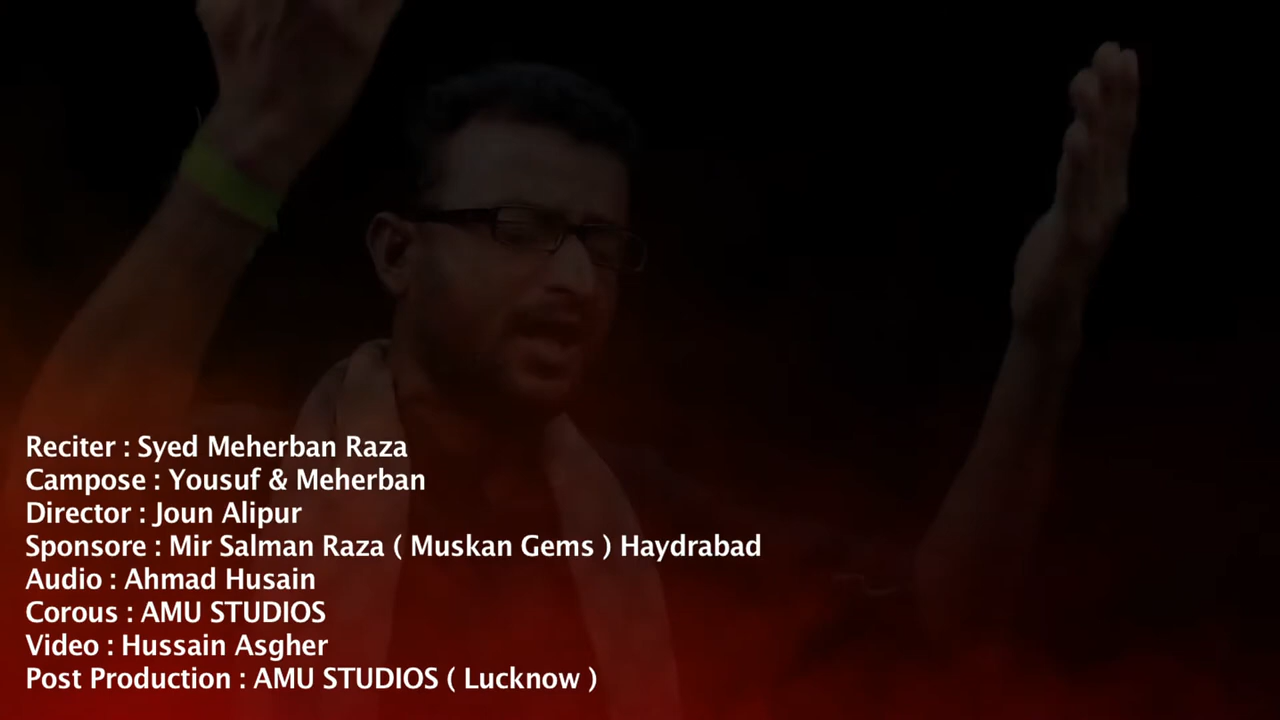 Reciter : Syed Meherban Raza
Campose : Yousuf & Meherban
Director : Joun Alipur
Sponsore : Mir Salman Raza ( Muskan Gems ) Haydrabad
Audio : Ahmad Husain
Corous : AMU STUDIOS
Video : Hussain Asgher
Post Production : AMU STUDIOS ( Lucknow )